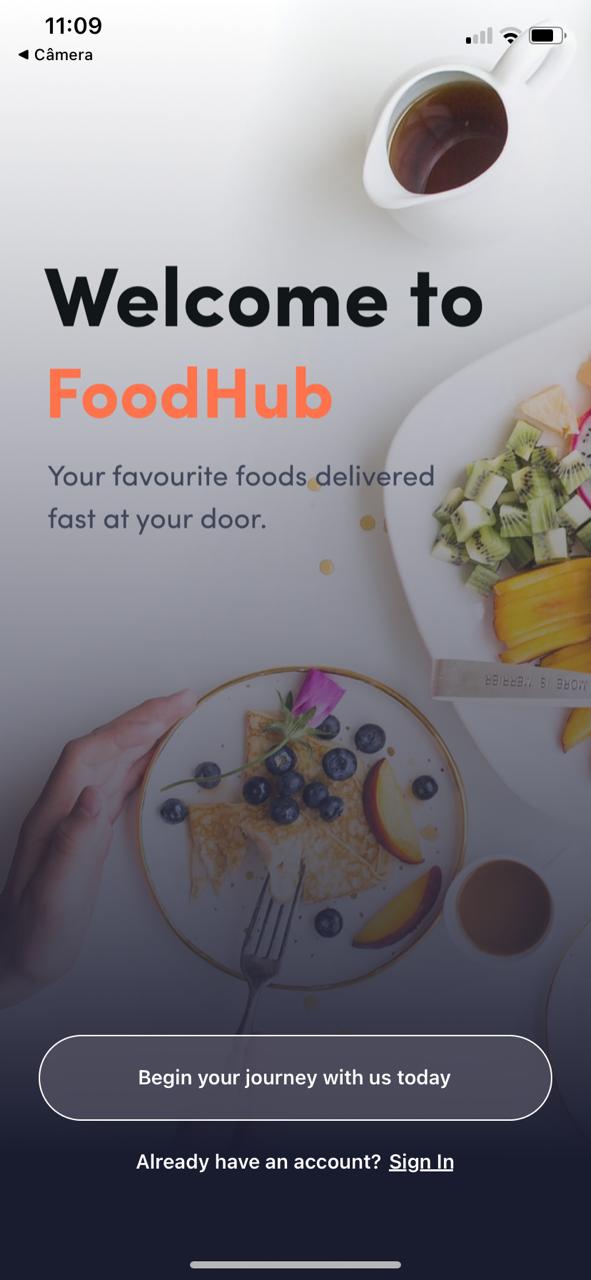 11:09
◀ Câmera
Welcome to
FoodHub
Your favourite foods delivered
fast at your door.
MORE IS MERRIER
Begin your journey with us today
Already have an account? Sign In